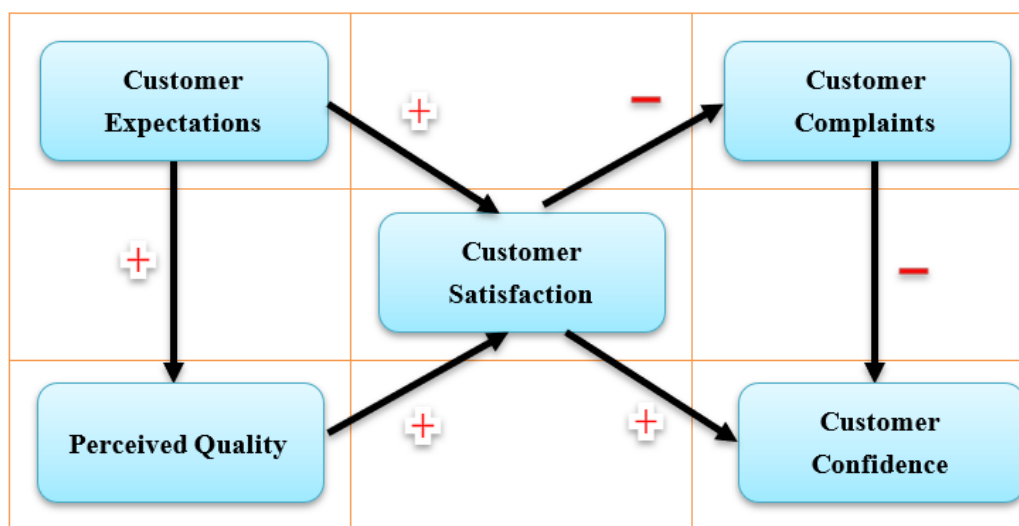 Customer
Expectations
Customer
Complaints
+
−
Customer
Satisfaction
+
−
Perceived Quality
+
+
Customer
Confidence